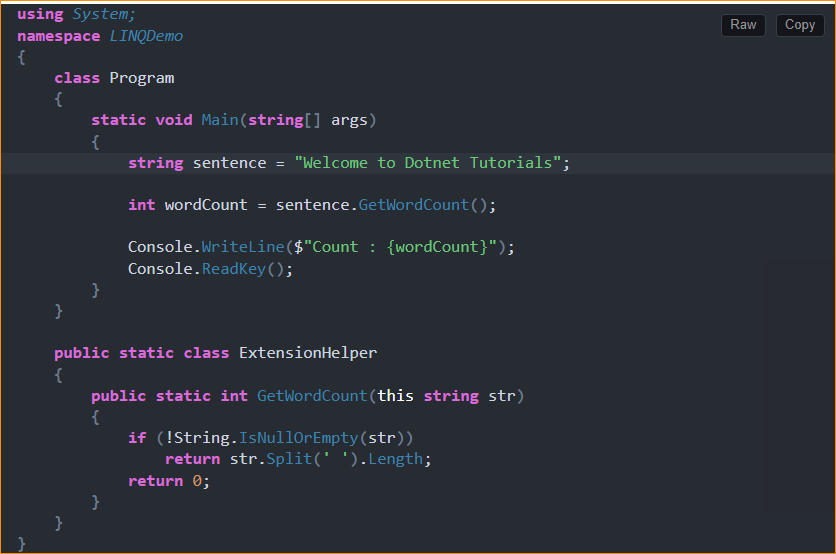 using System;
Raw Copy
namespace LINQDemo
{
    class Program
    {
        static void Main(string[] args)
        {
            string sentence = "Welcome to Dotnet Tutorials";
            int wordCount = sentence.GetWordCount();
            Console.WriteLine($"Count : {wordCount}");
            Console.ReadKey();
        }
    }
    public static class ExtensionHelper
    {
        public static int GetWordCount(this string str)
        {
            if (!String.IsNullOrEmpty(str))
                return str.Split(' ').Length;
            return 0;
        }
    }
}